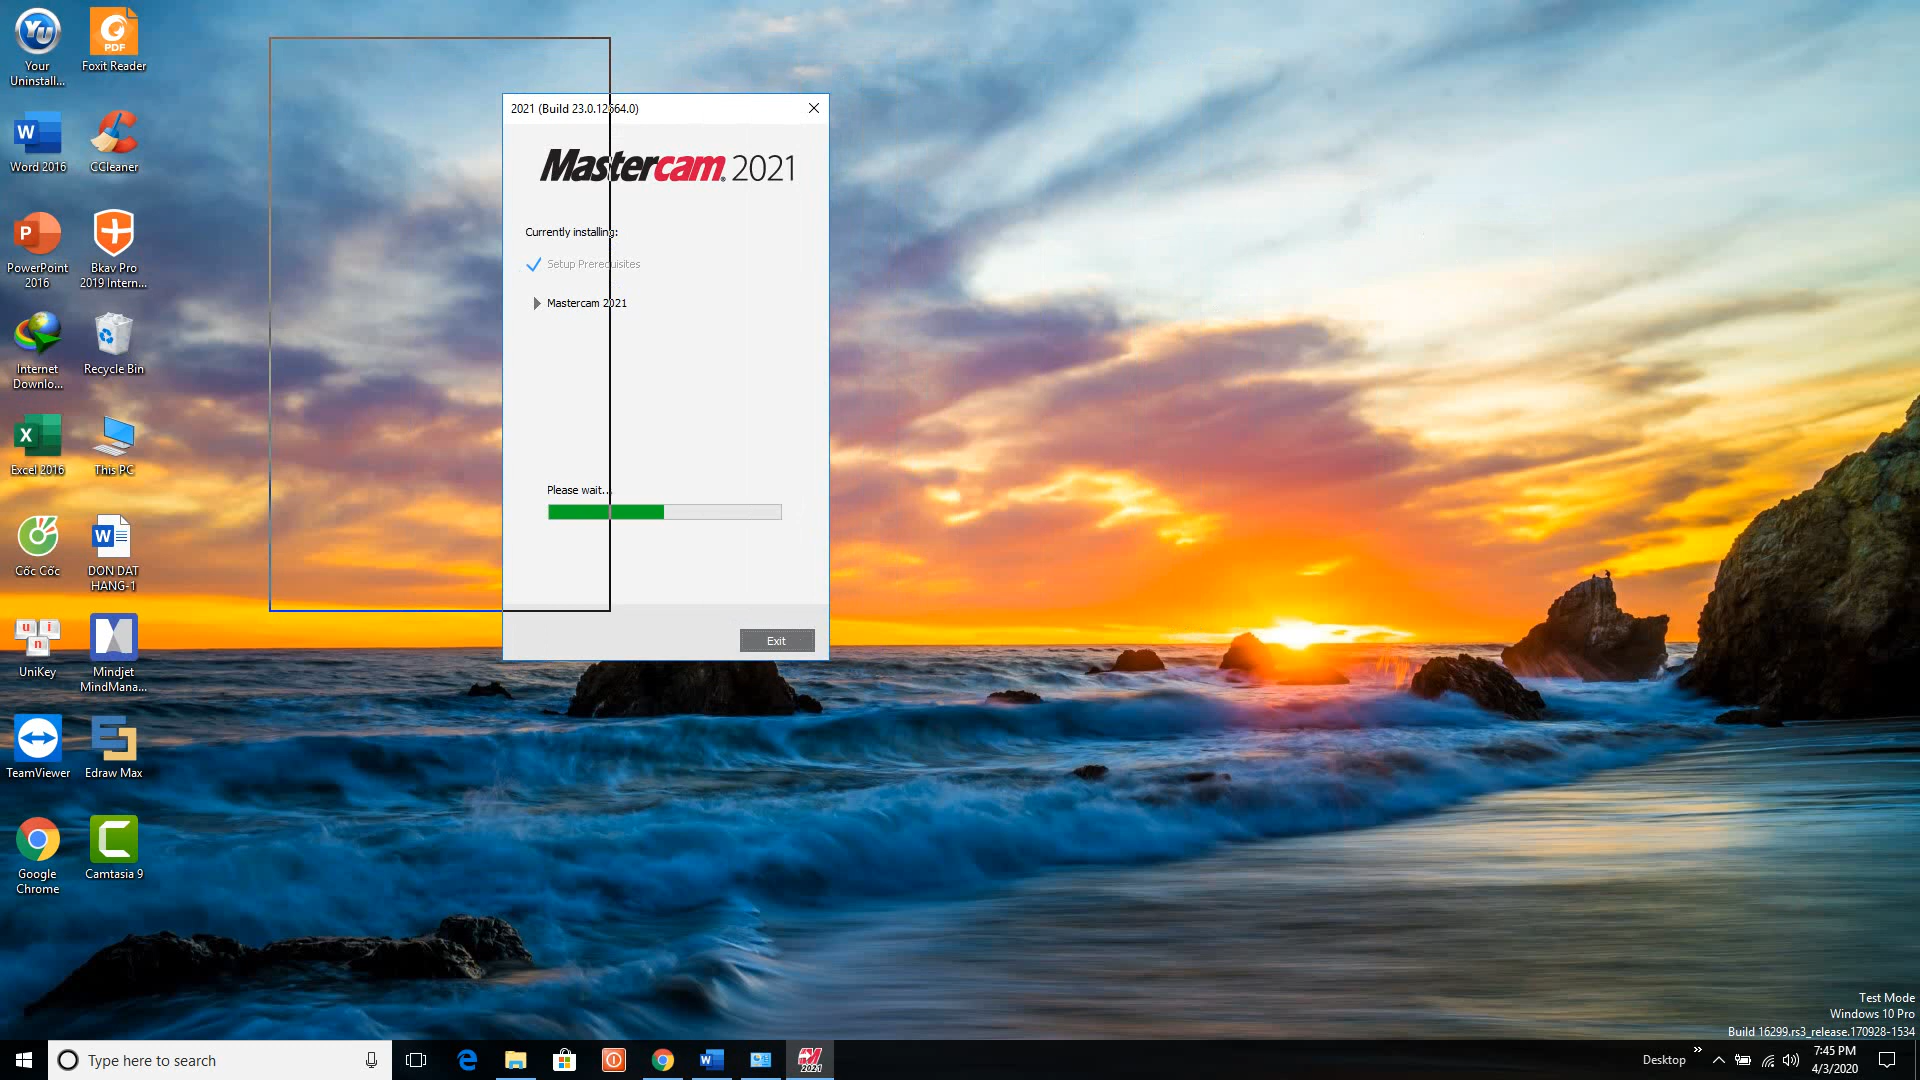 Your
Uninstall...
Foxit Reader
Word 2016
CCleaner
PowerPoint
2016
Bkav Pro
2019 Intern...
Internet
Downlo...
Recycle Bin
Excel 2016
This PC
Cốc Cốc
DON DAT
HANG-1
UniKey
Mindjet
MindMana...
TeamViewer
Edraw Max
Google
Chrome
Camtasia 9
2021 (Build 23.0.12564.0)
Mastercam® 2021
Currently installing:
Setup Prerequisites
Mastercam 2021
Please wait...
Exit
Test Mode
Windows 10 Pro
Build 16299.rs3_release.170928-1534
Type here to search
Desktop
7:45 PM
4/3/2020